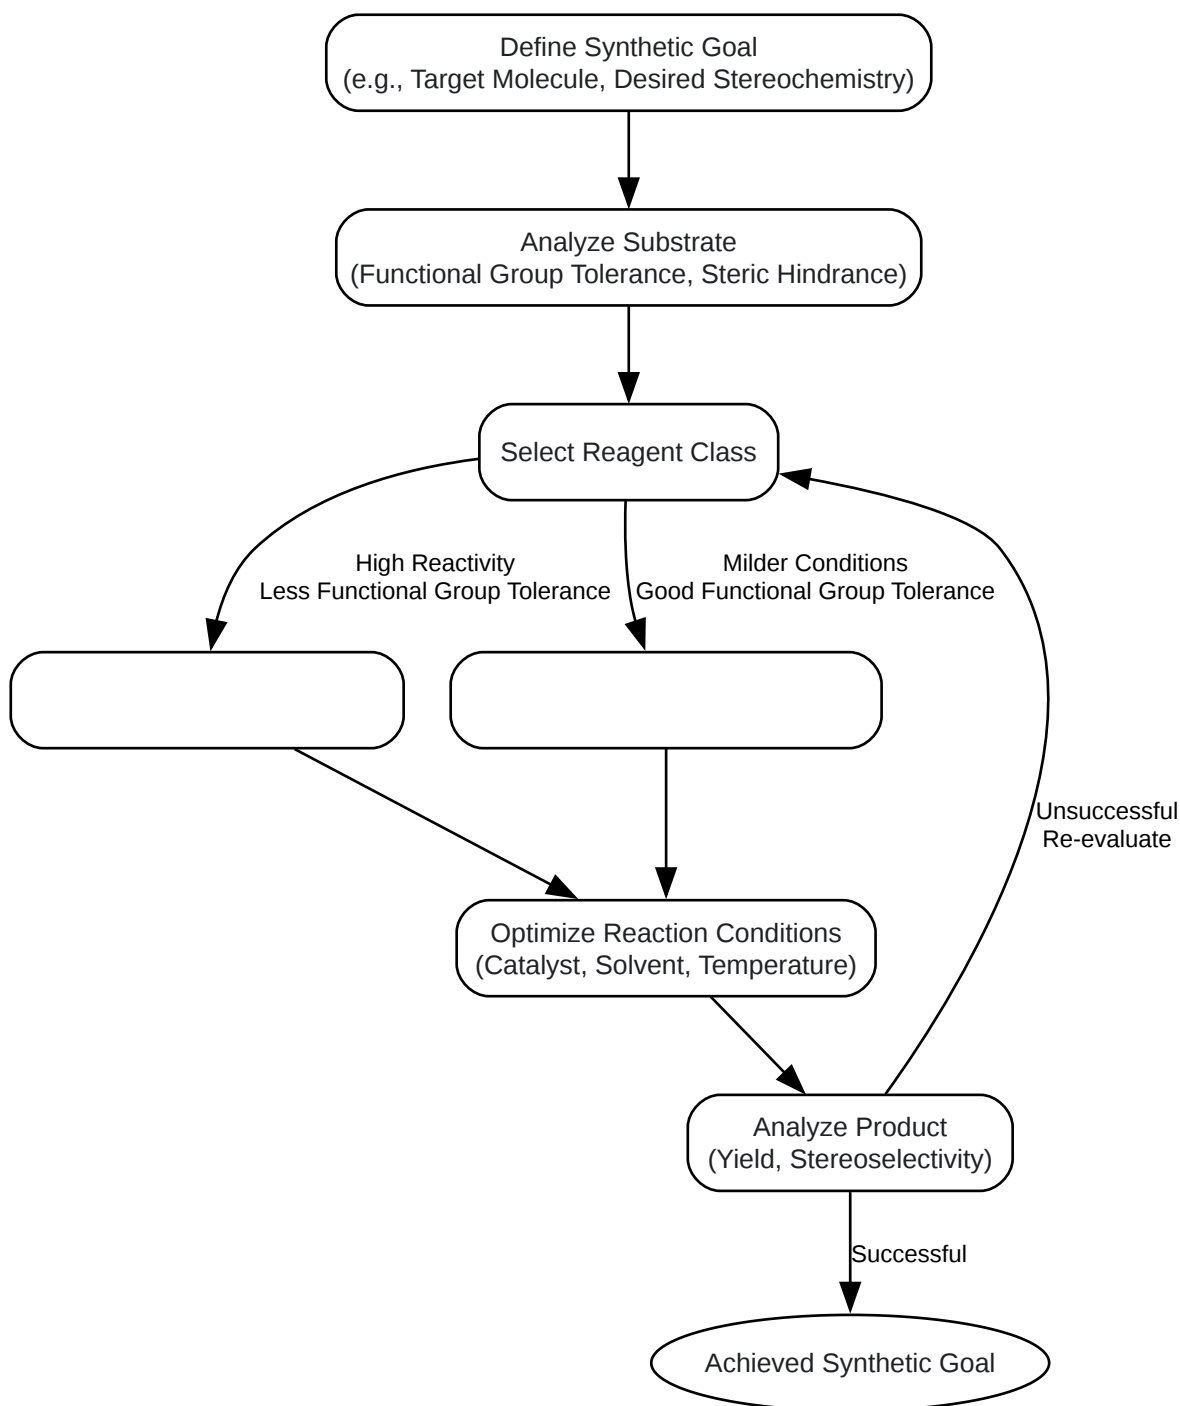 Define Synthetic Goal
(e.g., Target Molecule, Desired Stereochemistry)
Analyze Substrate
(Functional Group Tolerance, Steric Hindrance)
Select Reagent Class
High Reactivity
Less Functional Group Tolerance
Milder Conditions
Good Functional Group Tolerance
Unsuccessful
Re-evaluate
Optimize Reaction Conditions
(Catalyst, Solvent, Temperature)
Analyze Product
(Yield, Stereoselectivity)
Successful
Achieved Synthetic Goal